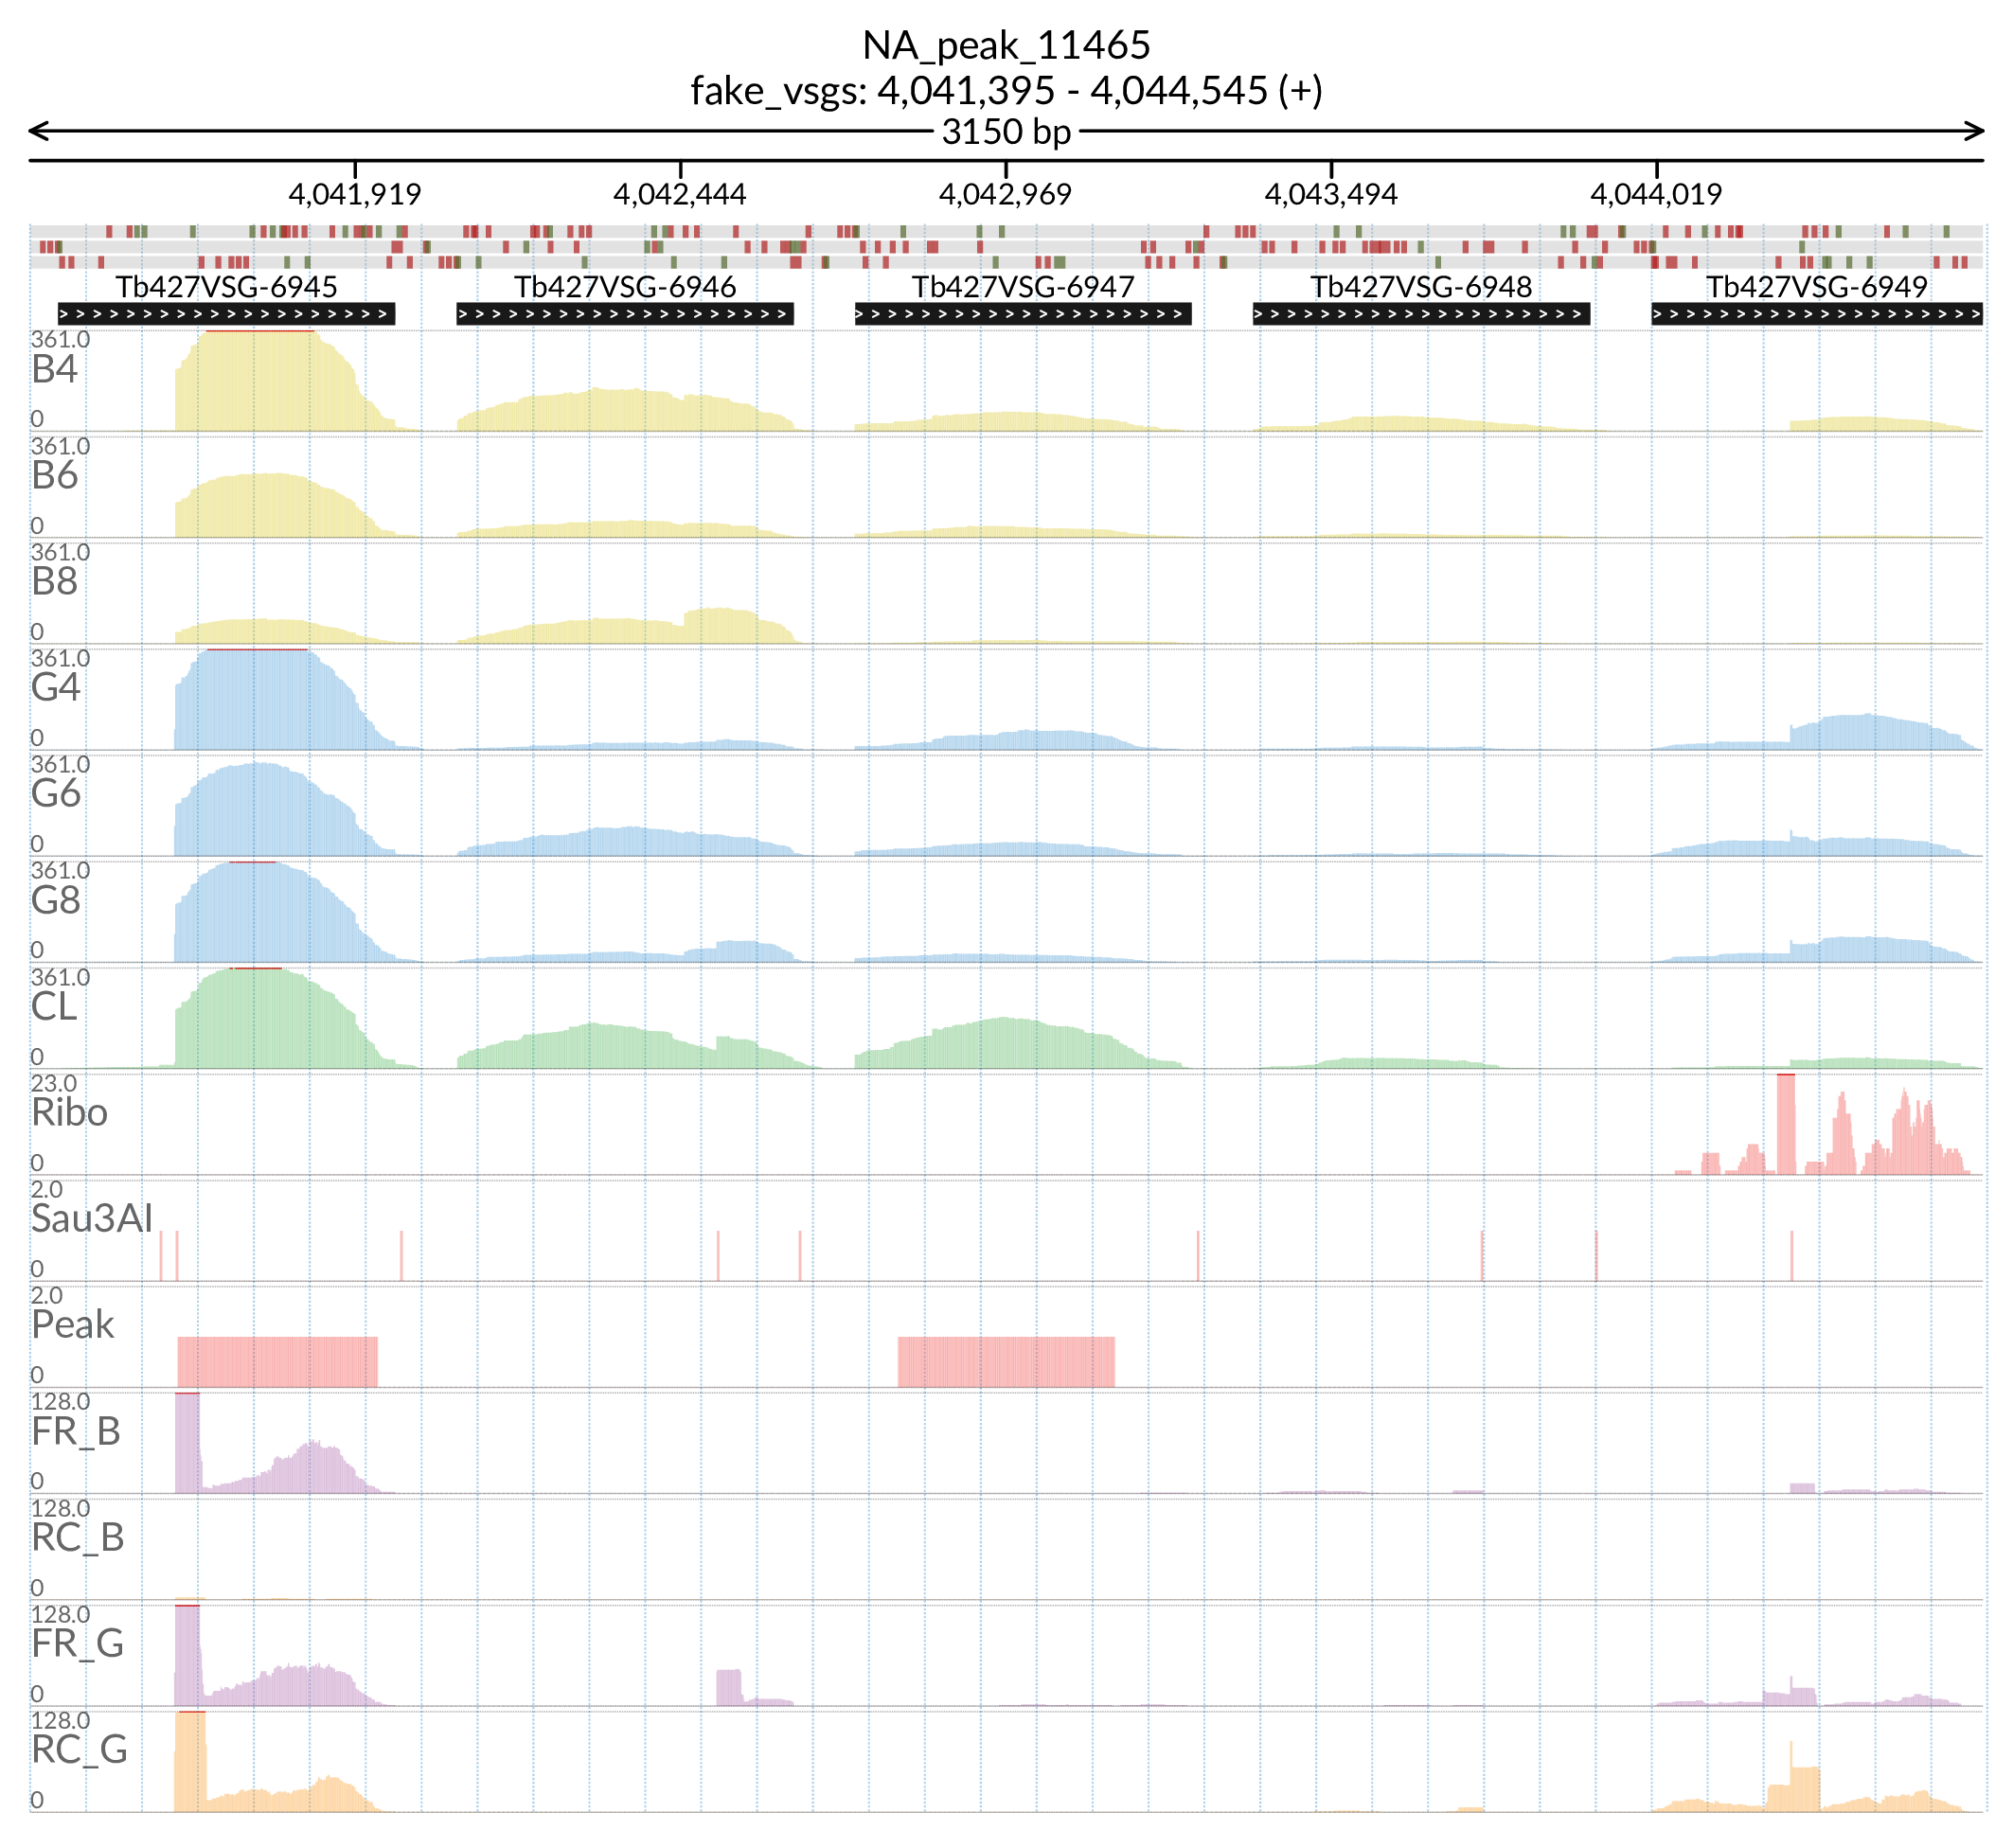 NA_peak_11465
fake_vsgs: 4,041,395 - 4,044,545 (+)
3150 bp
4,041,919 4,042,444 4,042,969 4,043,494 4,044,019
Tb427VSG-6945 Tb427VSG-6946 Tb427VSG-6947 Tb427VSG-6948 Tb427VSG-6949
361.0
B4
0
361.0
B6
0
361.0
B8
0
361.0
G4
0
361.0
G6
0
361.0
G8
0
361.0
CL
0
23.0
Ribo
0
2.0
Sau3AI
0
2.0
Peak
0
128.0
FR_B
0
128.0
RC_B
0
128.0
FR_G
0
128.0
RC_G
0